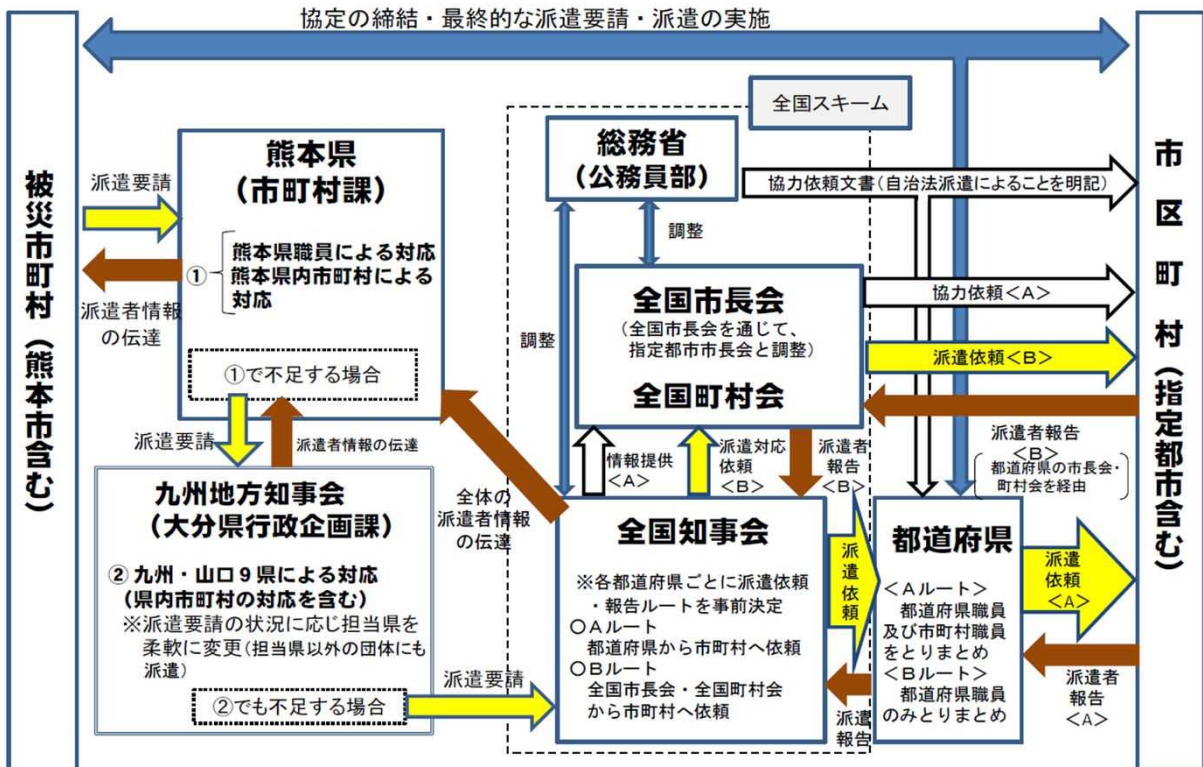 協定の締結・最終的な派遣要請・派遣の実施
被災市町村（熊本市含む）
派遣要請
派遣者情報
の伝達
熊本県
（市町村課）
①
熊本県職員による対応
熊本県内市町村による
対応
①で不足する場合
派遣要請
派遣者情報の伝達
九州地方知事会
（大分県行政企画課）
② 九州・山口９県による対応
（県内市町村の対応を含む）
※派遣要請の状況に応じ担当県を
柔軟に変更（担当県以外の団体にも
派遣）
②でも不足する場合
派遣要請
全体の
派遣者情報
の伝達
全国スキーム
総務省
（公務員部）
調整
調整
全国市長会
（全国市長会を通じて、
指定都市市長会と調整）
全国町村会
情報提供
＜A＞
派遣対応
依頼
＜B＞
派遣者
報告
＜B＞
全国知事会
※各都道府県ごとに派遣依頼
・報告ルートを事前決定
○Ａルート
都道府県から市町村へ依頼
○Ｂルート
全国市長会・全国町村会
から市町村へ依頼
派遣依頼
派遣
報告
協力依頼文書（自治法派遣によることを明記）
協力依頼＜A＞
派遣依頼＜B＞
派遣者報告
＜B＞
都道府県の市長会・
町村会を経由
都道府県
＜Ａルート＞
都道府県職員
及び市町村職員
をとりまとめ
＜Ｂルート＞
都道府県職員
のみとりまとめ
派遣
依頼
＜A＞
派遣者
報告
＜A＞
市区町村（指定都市含む）